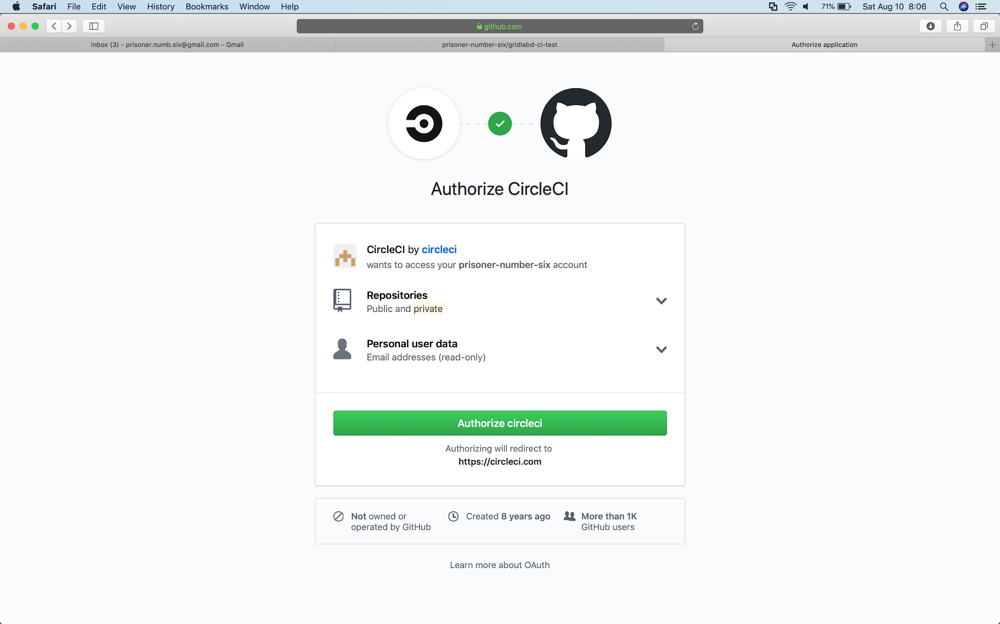 Safari File Edit View History Bookmarks Window Help 71% Sat Aug 10 8:06
github.com
Inbox (3) - prisoner.numb.six@gmail.com - Gmail
prisoner-number-six/gridlabd-ci-test
Authorize application
Authorize CircleCI
CircleCI by circleci
wants to access your prisoner-number-six account
Repositories
Public and private
Personal user data
Email addresses (read-only)
Authorize circleci
Authorizing will redirect to
https://circleci.com
Not owned or
operated by GitHub
Created 8 years ago
More than 1K
GitHub users
Learn more about OAuth